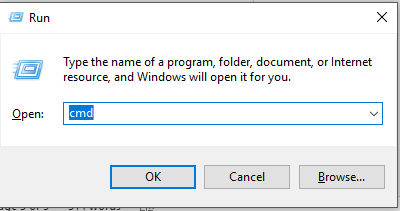 Run
Type the name of a program, folder, document, or Internet
resource, and Windows will open it for you.
Open: cmd
OK Cancel Browse...